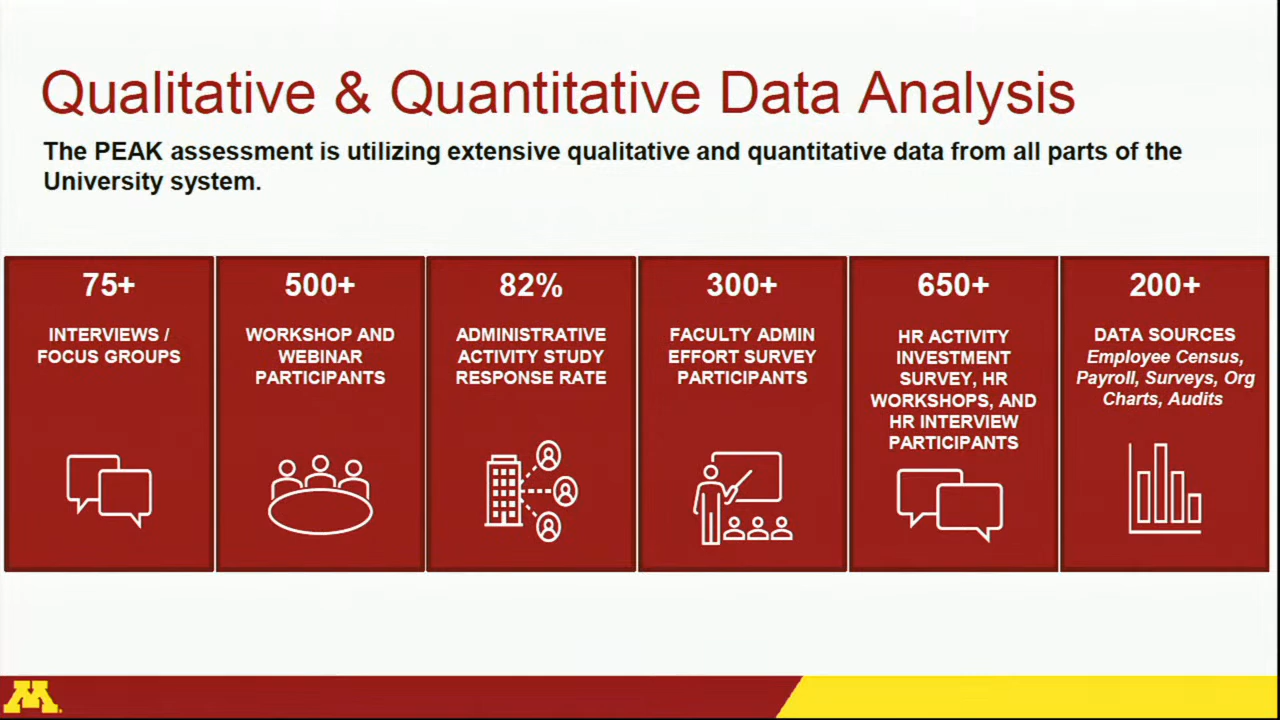 Qualitative & Quantitative Data Analysis
The PEAK assessment is utilizing extensive qualitative and quantitative data from all parts of the
University system.
75+
INTERVIEWS /
FOCUS GROUPS
500+
WORKSHOP AND
WEBINAR
PARTICIPANTS
82%
ADMINISTRATIVE
ACTIVITY STUDY
RESPONSE RATE
300+
FACULTY ADMIN
EFFORT SURVEY
PARTICIPANTS
650+
HR ACTIVITY
INVESTMENT
SURVEY, HR
WORKSHOPS, AND
HR INTERVIEW
PARTICIPANTS
200+
DATA SOURCES
Employee Census,
Payroll, Surveys, Org
Charts, Audits
M